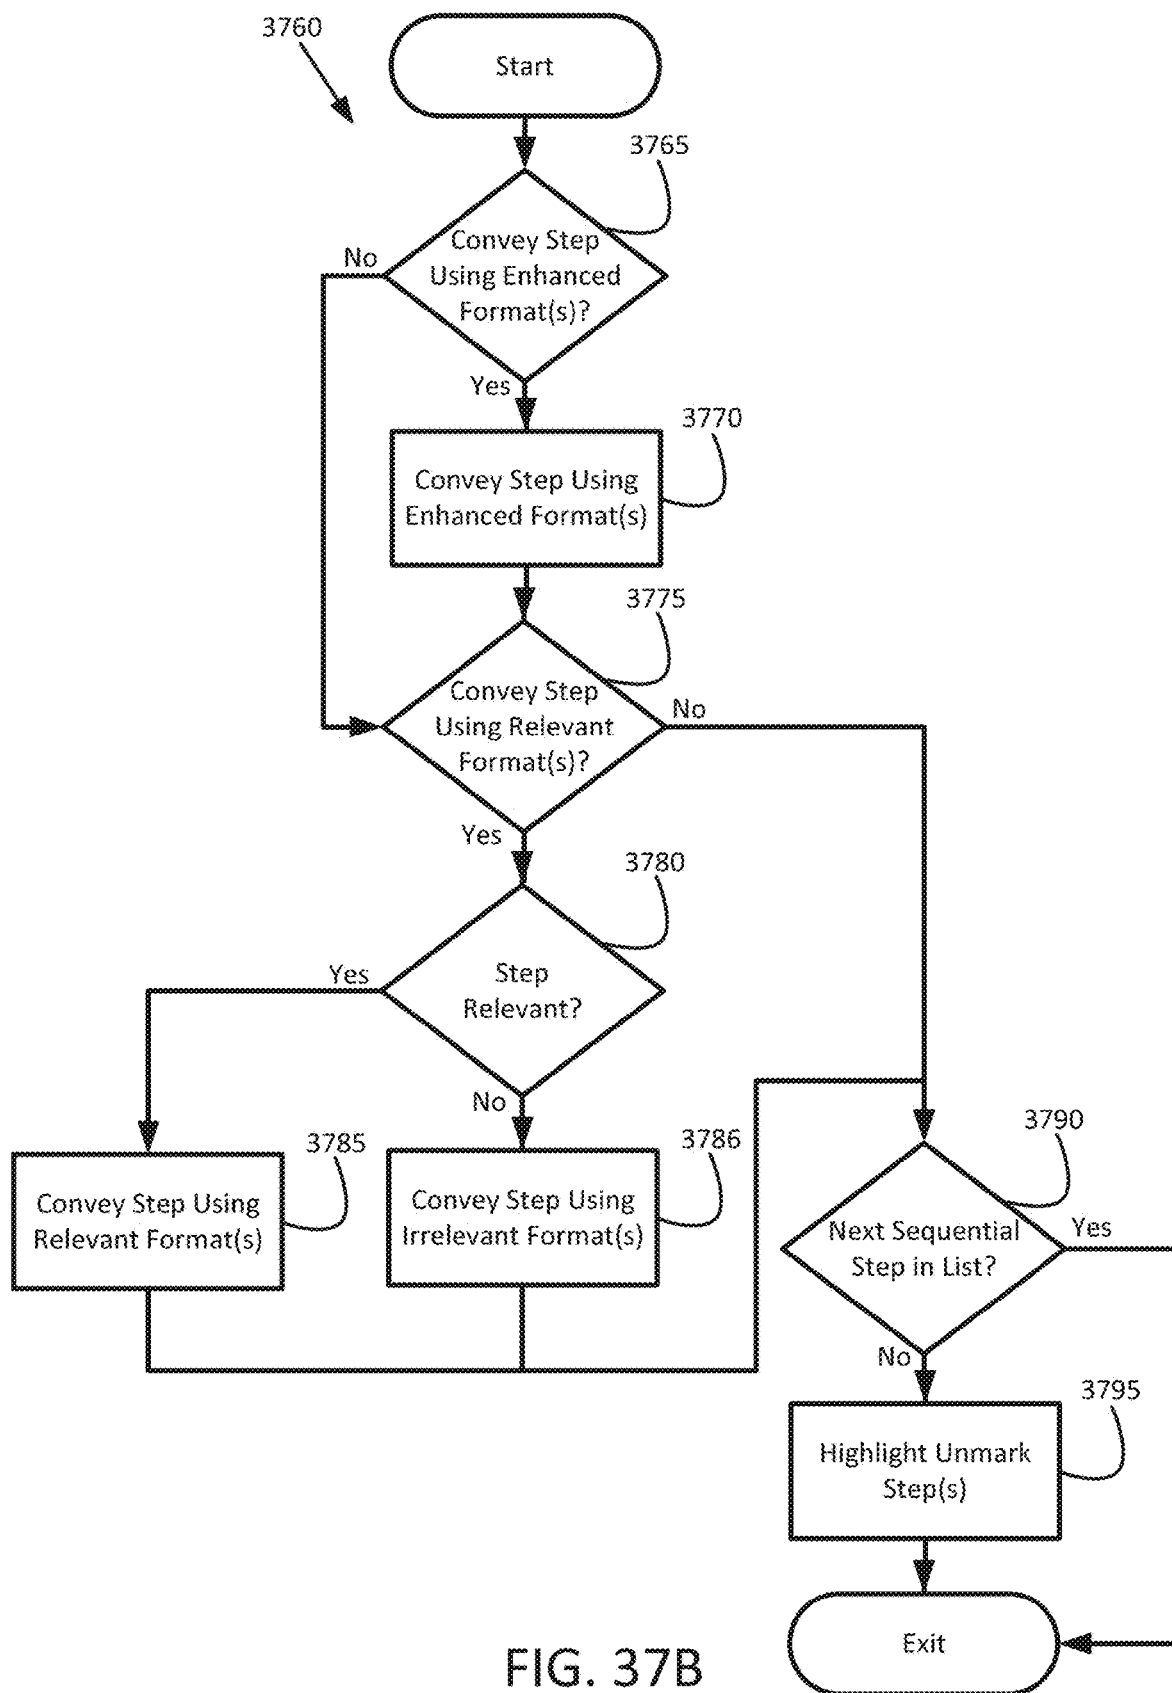 3760
Start
3765
Convey Step
Using Enhanced
Format(s)?
No
Yes
3770
Convey Step Using
Enhanced Format(s)
3775
Convey Step
Using Relevant
Format(s)?
No
Yes
3780
Step
Relevant?
Yes
No
3785
Convey Step Using
Relevant Format(s)
3786
Convey Step Using
Irrelevant Format(s)
3790
Next Sequential
Step in List?
Yes
No
3795
Highlight Unmark
Step(s)
Exit
FIG. 37B